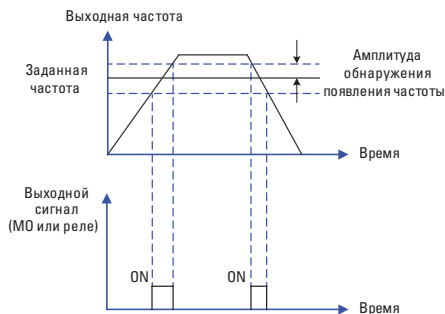 Выходная частота
Заданная
частота
Амплитуда
обнаружения
появления частоты
Время
Выходной
сигнал
(МО или реле)
ON
ON
Время